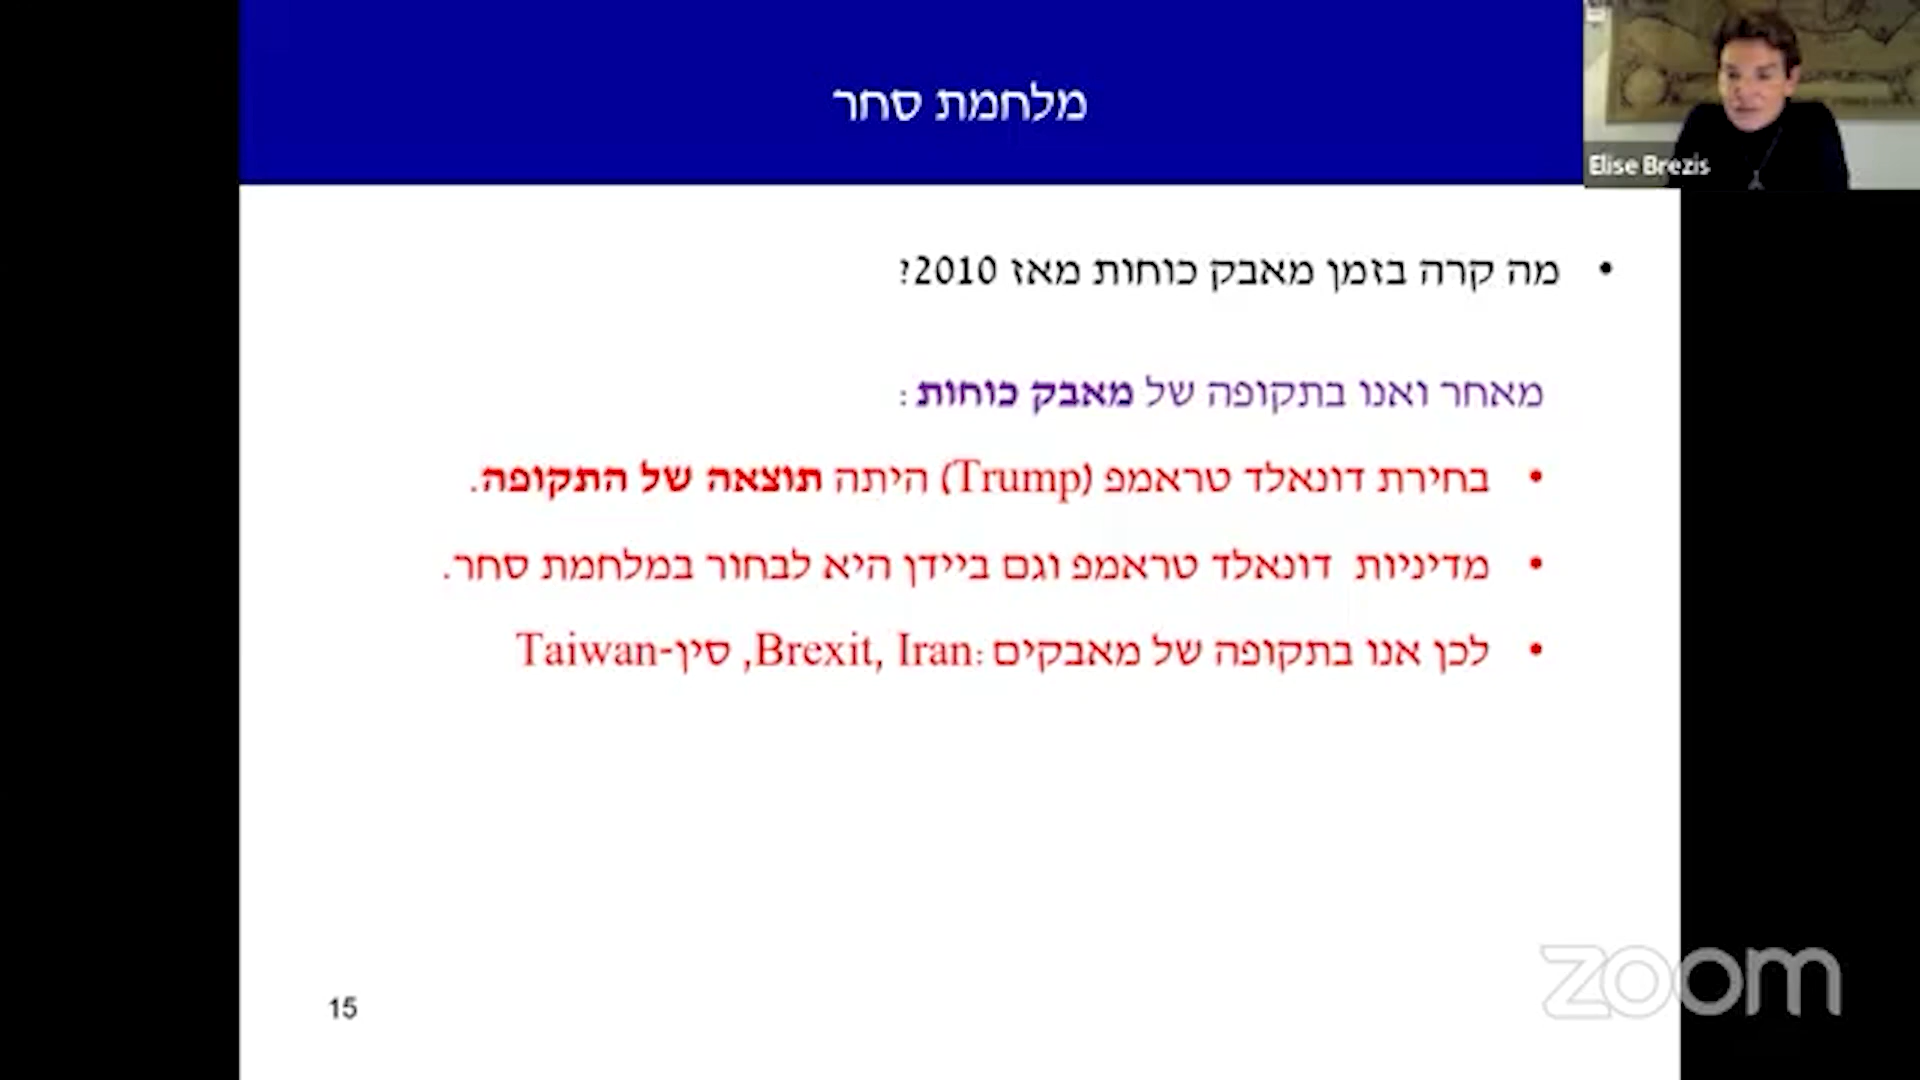 מלחמת סחר
Elise Brezis
• מה קרה בזמן מאבק כוחות מאז 2010?
מאחר ואנו בתקופה של מאבק כוחות :
• בחירת דונאלד טראמפ (Trump) היתה תוצאה של התקופה.
• מדיניות דונאלד טראמפ וגם ביידן היא לבחור במלחמת סחר.
• לכן אנו בתקופה של מאבקים: Brexit, Iran, סין-Taiwan
15
zoom